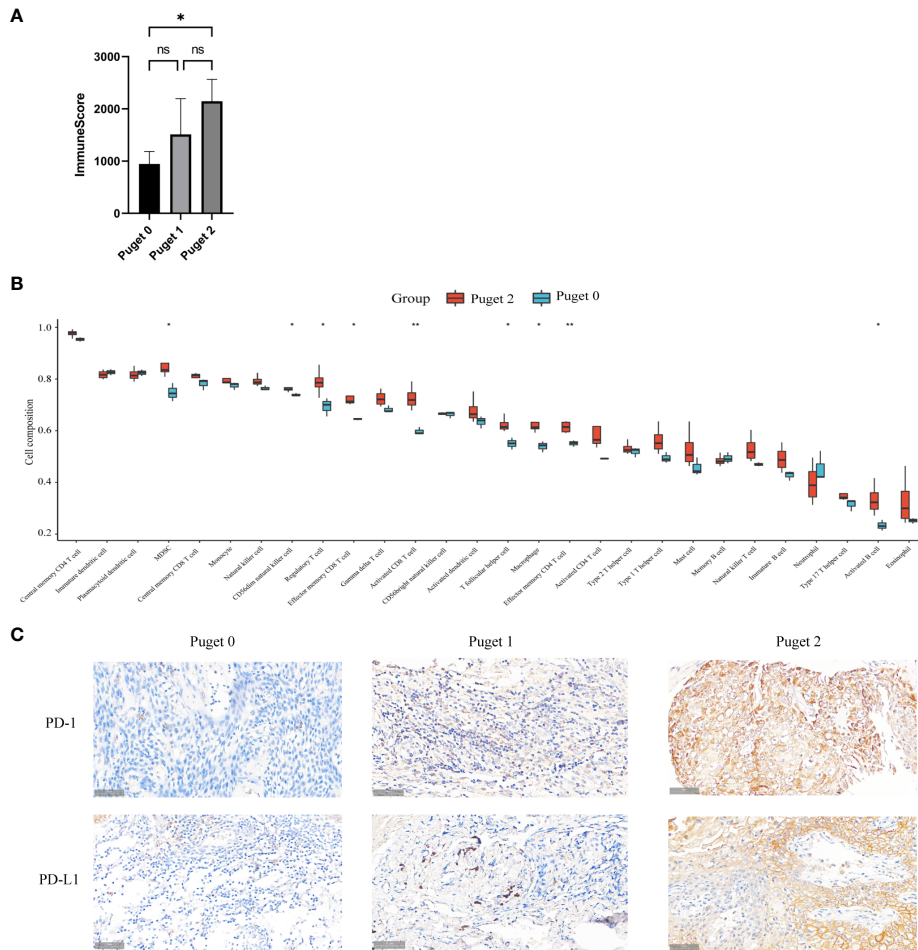 A
*
ns ns
3000
2000
1000
0
ImmuneScore
Puget 0
Puget 1
Puget 2
B
Group Puget 2 Puget 0
* * * * ** * * ** *
1.0
0.8
0.6
0.4
0.2
Cell composition
Central memory CD4 T cell
Immature dendritic cell
Plasmacytoid dendritic cell
MDSC
Central memory CD8 T cell
Monocyte
Natural killer cell
CD56dim natural killer cell
Regulatory T cell
Effector memory CD8 T cell
Gamma delta T cell
Activated CD8 T cell
CD56bright natural killer cell
Activated dendritic cell
T follicular helper cell
Macrophage
Effector memory CD4 T cell
Activated CD4 T cell
Type 2 T helper cell
Type 1 T helper cell
Mast cell
Memory B cell
Natural killer T cell
Immature B cell
Neutrophil
Type 17 T helper cell
Activated B cell
Eosinophil
C
Puget 0 Puget 1 Puget 2
PD-1
PD-L1